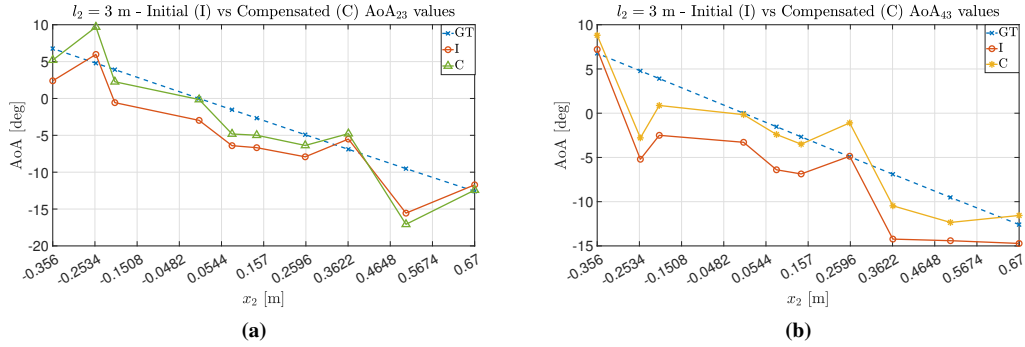 l₂ = 3 m - Initial (I) vs Compensated (C) AoA₂₃ values
10
5
0
-5
-10
-15
-20
AoA [deg]
GT
I
C
-0.356
-0.2534
-0.1508
-0.0482
0.0544
0.157
0.2596
0.3622
0.4648
0.5674
0.67
x₂ [m]
(a)
l₂ = 3 m - Initial (I) vs Compensated (C) AoA₄₃ values
10
5
0
-5
-10
-15
AoA [deg]
GT
I
C
-0.356
-0.2534
-0.1508
-0.0482
0.0544
0.157
0.2596
0.3622
0.4648
0.5674
0.67
x₂ [m]
(b)